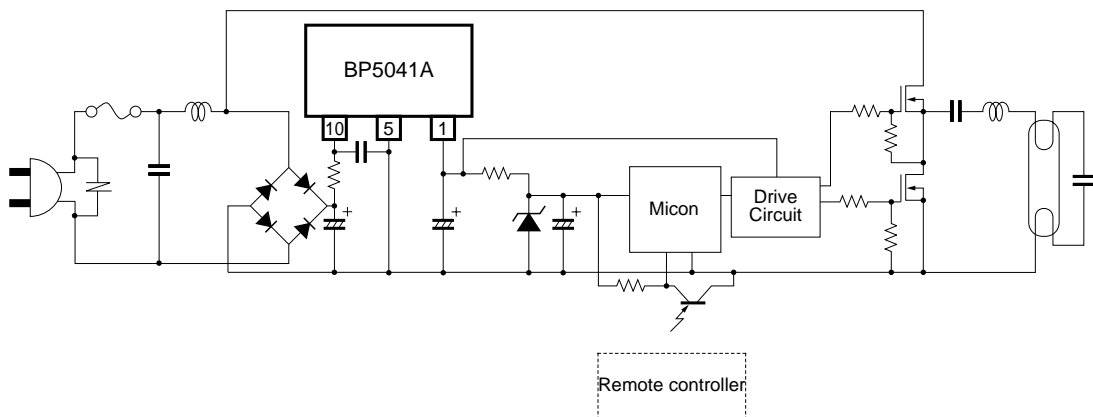 BP5041A
10
5
1
+
+
+
Micon
Drive
Circuit
Remote controller